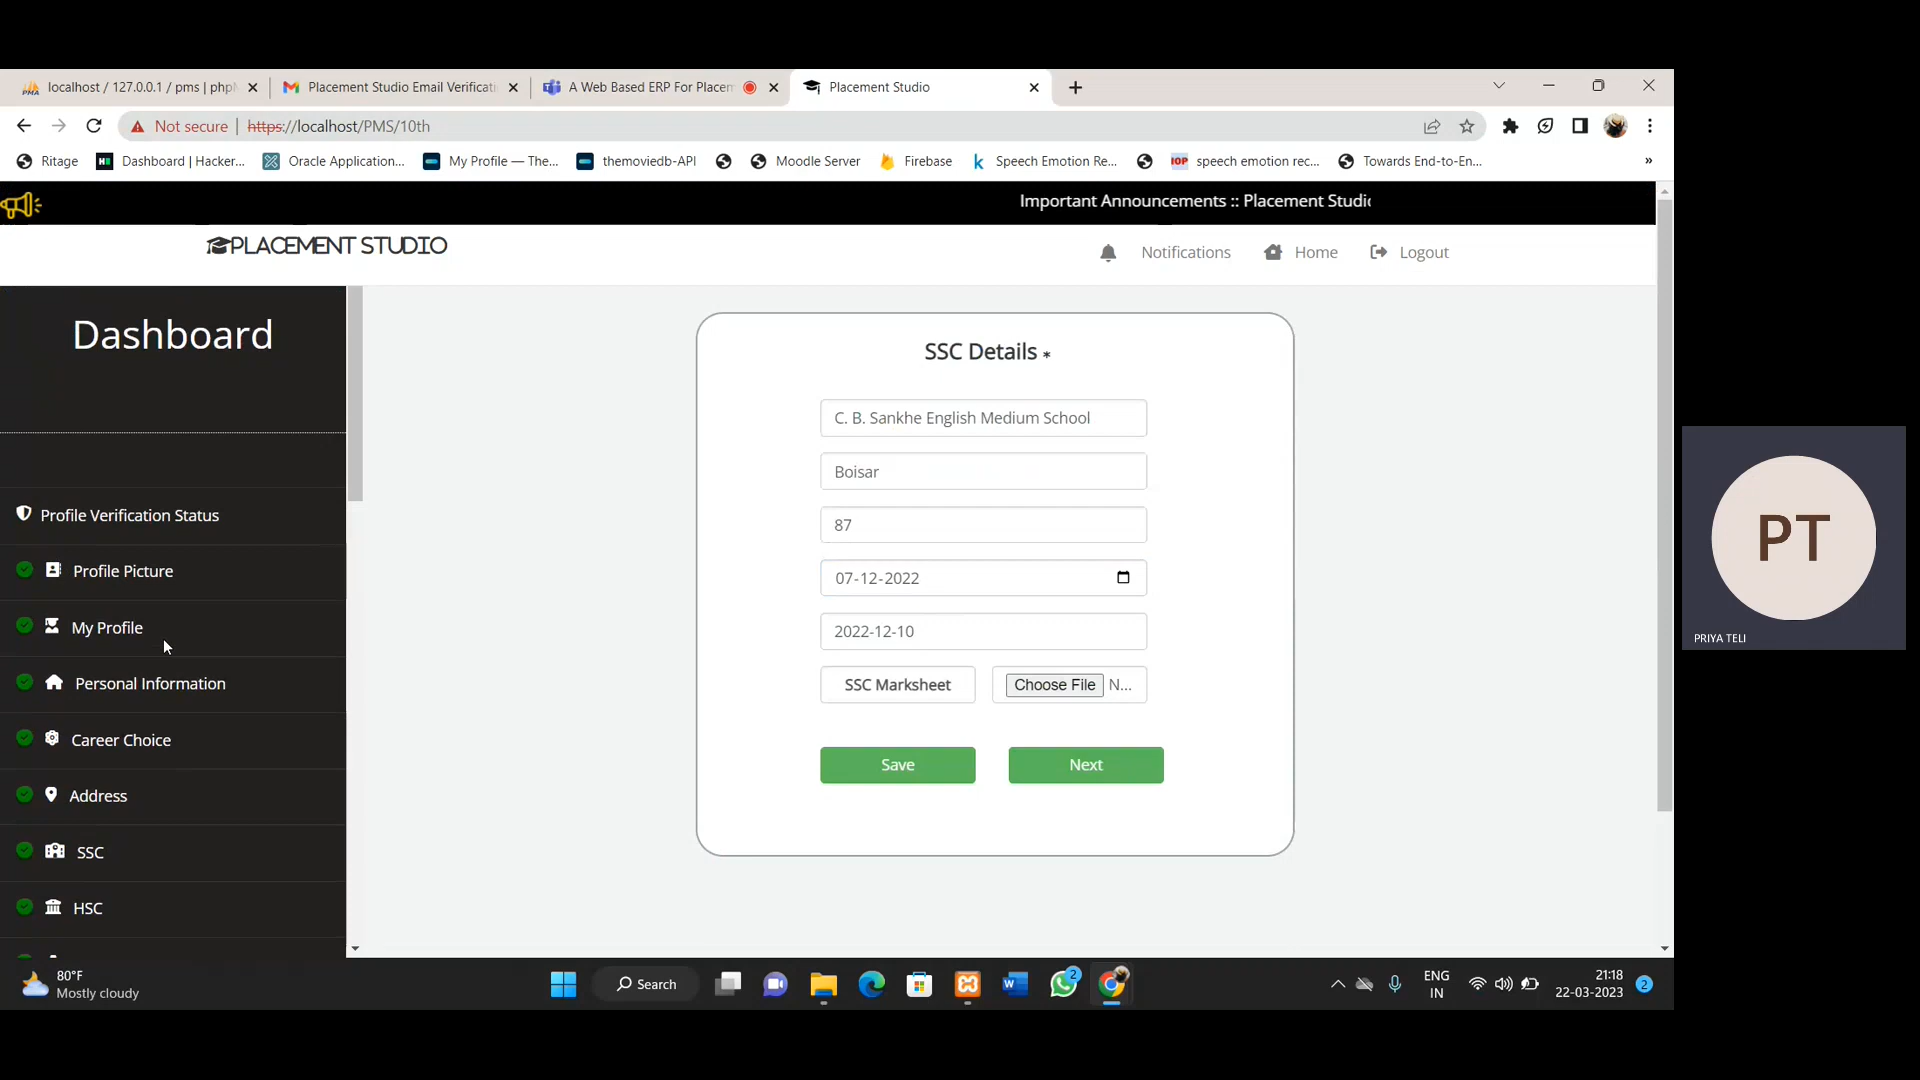 localhost / 127.0.0.1 / pms | php
Placement Studio Email Verificat
A Web Based ERP For Placem
Placement Studio
Not secure | https://localhost/PMS/10th
Ritage
Dashboard | Hacker...
Oracle Application...
My Profile — The...
themoviedb-API
Moodle Server
Firebase
Speech Emotion Re...
IOP speech emotion rec...
Towards End-to-En...
»
Important Announcements :: Placement Studio
PLACEMENT STUDIO
Notifications
Home
Logout
Dashboard
Profile Verification Status
Profile Picture
My Profile
Personal Information
Career Choice
Address
SSC
HSC
SSC Details *
C. B. Sankhe English Medium School
Boisar
87
07-12-2022
2022-12-10
SSC Marksheet
Choose File N...
Save
Next
PT
PRIYA TELI
80°F
Mostly cloudy
Search
2
ENG
IN
21:18
22-03-2023
2